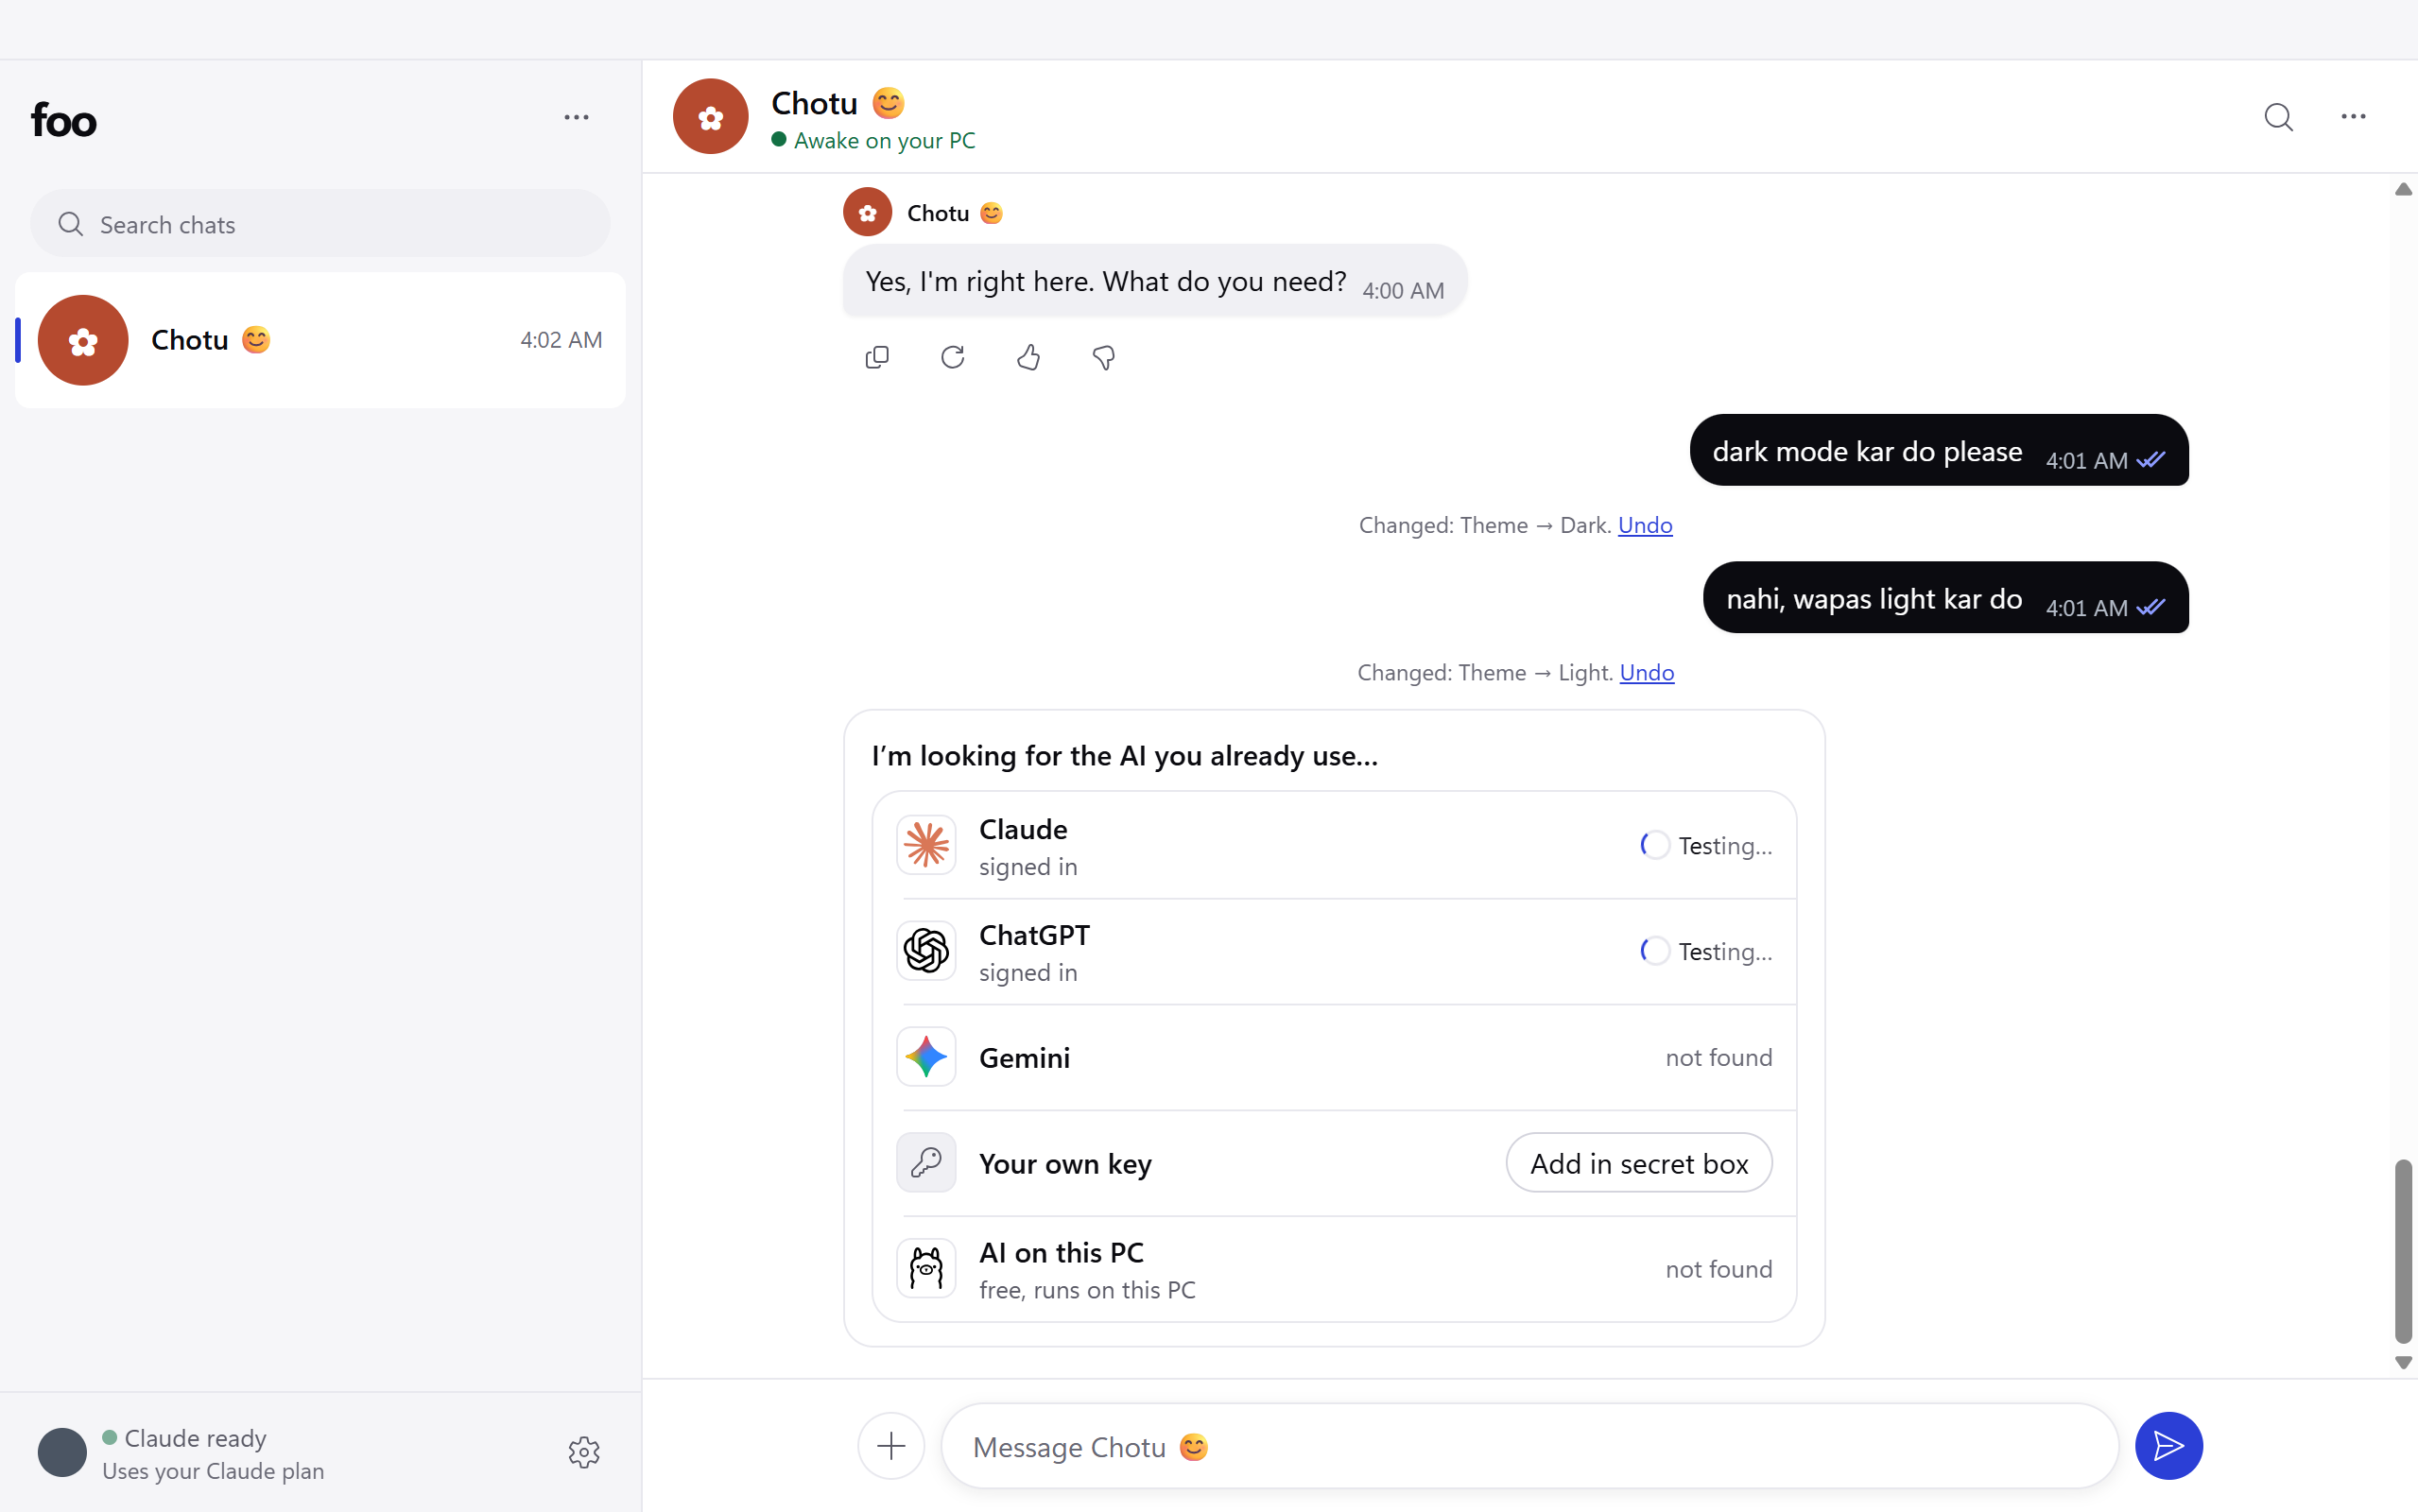 foo
Search chats
Chotu 😊
4:02 AM
Claude ready
Uses your Claude plan
Chotu 😊
Awake on your PC
Chotu 😊
Yes, I'm right here. What do you need? 4:00 AM
dark mode kar do please 4:01 AM
Changed: Theme → Dark. Undo
nahi, wapas light kar do 4:01 AM
Changed: Theme → Light. Undo
I’m looking for the AI you already use...
Claude
signed in
Testing...
ChatGPT
signed in
Testing...
Gemini
not found
Your own key
Add in secret box
AI on this PC
free, runs on this PC
not found
Message Chotu 😊